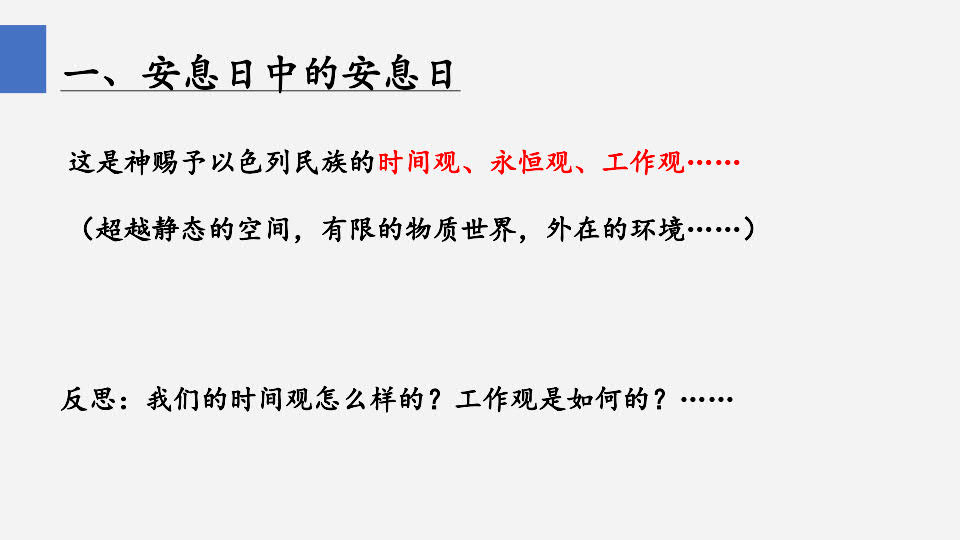 一、安息日中的安息日
这是神赐予以色列民族的时间观、永恒观、工作观……
（超越静态的空间，有限的物质世界，外在的环境……）
反思：我们的时间观怎么样的？工作观是如何的？……